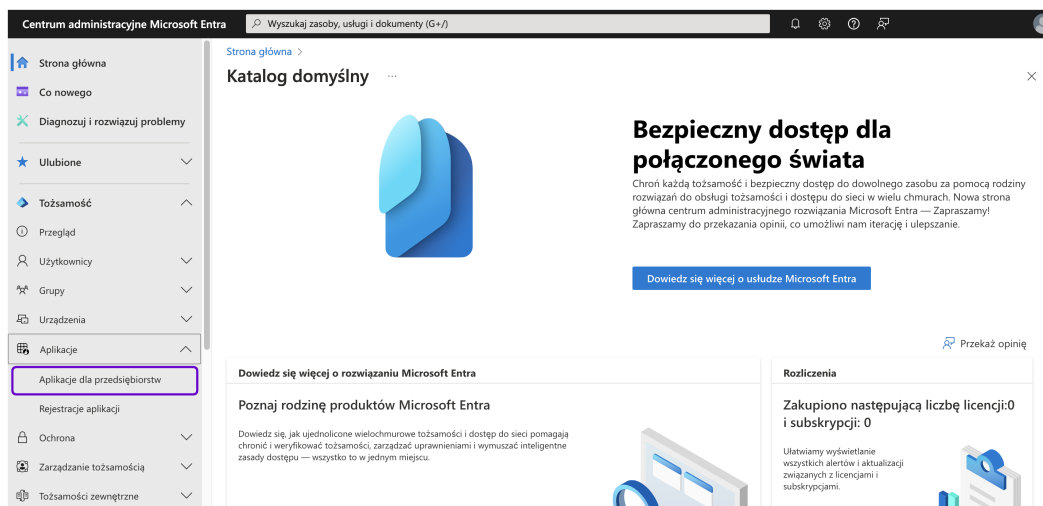 Centrum administracyjne Microsoft Entra
Wyszukaj zasoby, usługi i dokumenty (G+/)
Strona główna
Co nowego
Diagnozuj i rozwiązuj problemy
Ulubione
Tożsamość
Przegląd
Użytkownicy
Grupy
Urządzenia
Aplikacje
Aplikacje dla przedsiębiorstw
Rejestracje aplikacji
Ochrona
Zarządzanie tożsamością
Tożsamości zewnętrzne
Strona główna >
Katalog domyślny ...
Bezpieczny dostęp dla
połączonego świata
Chroń każdą tożsamość i bezpieczny dostęp do dowolnego zasobu za pomocą rodziny
rozwiązań do obsługi tożsamości i dostępu do sieci w wielu chmurach. Nowa strona
główna centrum administracyjnego rozwiązania Microsoft Entra — Zapraszamy!
Zapraszamy do przekazania opinii, co umożliwi nam iterację i ulepszanie.
Dowiedz się więcej o usłudze Microsoft Entra
Przekaż opinię
Dowiedz się więcej o rozwiązaniu Microsoft Entra
Poznaj rodzinę produktów Microsoft Entra
Dowiedz się, jak ujednolicone wielochmurowe tożsamości i dostęp do sieci pomagają
chronić i weryfikować tożsamości, zarządzać uprawnieniami i wymuszać inteligentne
zasady dostępu — wszystko to w jednym miejscu.
Rozliczenia
Zakupiono następującą liczbę licencji:0
i subskrypcji: 0
Ułatwiamy wyświetlanie
wszystkich alertów i aktualizacji
związanych z licencjami i
subskrypcjami.